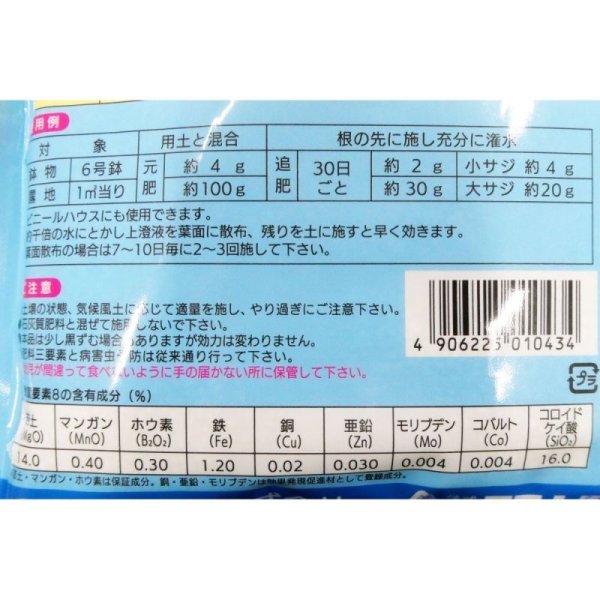 用例
対 象 用土と混合 根の先に施し充分に潅水
鉢物 6号鉢 元肥 約 4 g 追肥 30日ごと 約 2 g 小サジ 約 4 g
露地 1㎡当り 約100g 約 30 g 大サジ 約20g
ビニールハウスにも使用できます。
約千倍の水にとかし上澄液を葉面に散布、残りを土に施すと早く効きます。
葉面散布の場合は7〜10日毎に2〜3回施して下さい。
ご注意
土壌の状態、気候風土に応じて適量を施し、やり過ぎにご注意下さい。
●石灰質肥料と混ぜて施用しないで下さい。
本品は少し黒ずむ場合もありますが効力は変わりません。
肥料三要素と病害虫予防は従来通り行って下さい。
幼児が間違って食べないように手の届かない所に保管して下さい。
4 906225 010434
プラ
要素8の含有成分(%)
苦土(MgO) マンガン(MnO) ホウ素(B₂O₂) 鉄(Fe) 銅(Cu) 亜鉛(Zn) モリブデン(Mo) コバルト(Co) コロイドケイ酸(SiO₂)
14.0 0.40 0.30 1.20 0.02 0.030 0.004 0.004 16.0
苦土・マンガン・ホウ素は保証成分。銅・亜鉛・モリブデンは効果発現促進材として登録成分。